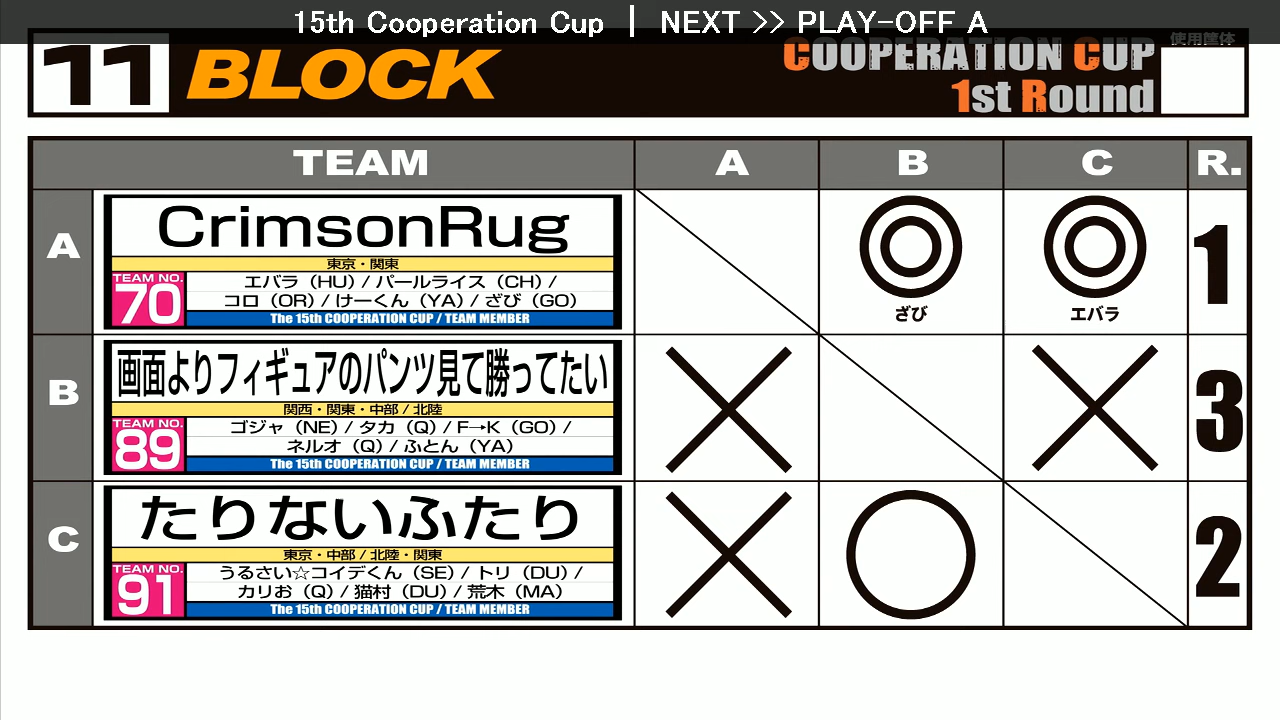 15th Cooperation Cup | NEXT >> PLAY-OFF A
11 BLOCK
COOPERATION CUP
1st Round
使用筐体
TEAM A B C R.
A
CrimsonRug
東京・関東
TEAM NO.
70
エバラ（HU）/ パールライス（CH）/
コロ（OR）/ けーくん（YA）/ ざび（GO）
The 15th COOPERATION CUP / TEAM MEMBER
ざび
エバラ
1
B
画面よりフィギュアのパンツ見て勝ってたい
関西・関東・中部 / 北陸
TEAM NO.
89
ゴジャ（NE）/ タカ（Q）/ F→K（GO）/
ネルオ（Q）/ ふとん（YA）
The 15th COOPERATION CUP / TEAM MEMBER
3
C
たりないふたり
東京・中部 / 北陸・関東
TEAM NO.
91
うるさい☆コイデくん（SE）/ トリ（DU）/
カリお（Q）/ 猫村（DU）/ 荒木（MA）
The 15th COOPERATION CUP / TEAM MEMBER
2